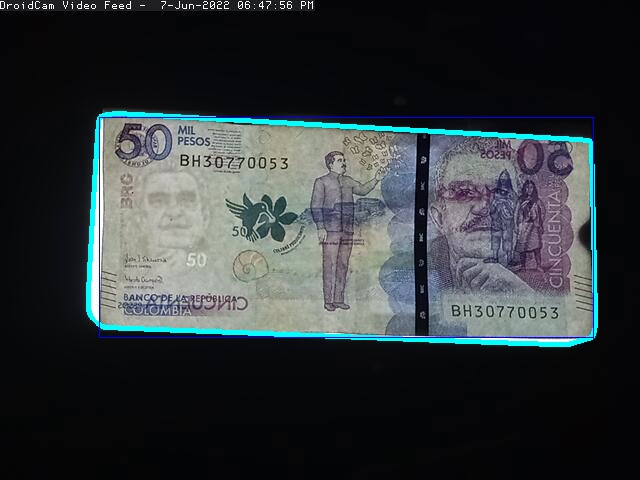 DroidCam Video Feed - 7-Jun-2022 06:47:56 PM
50 MIL
PESOS
BH30770053
50
50
BANCO DE LA REPÚBLICA
COLOMBIA
CINCO
50
MIL
PESOS
CINCUENTA
BH30770053